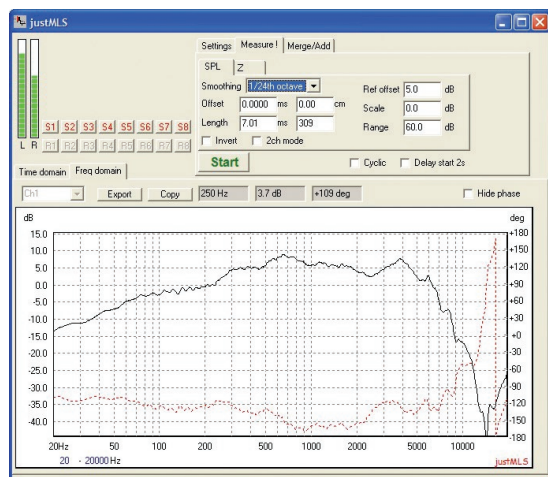 justMLS
Settings Measure ! Merge/Add
SPL Z
Smoothing 1/24th octave
Ref offset 5.0 dB
Offset 0.0000 ms 0.00 cm
Scale 0.0 dB
Length 7.01 ms 309
Range 60.0 dB
Invert 2ch mode
L R
S1 S2 S3 S4 S5 S6 S7 S8
R1 R2 R3 R4 R5 R6 R7 R8
Start
Cyclic Delay start 2s
Time domain Freq domain
Ch1 Export Copy 250 Hz 3.7 dB +109 deg Hide phase
dB deg
15.0 +180
10.0 +150
5.0 +120
0.0 +90
-5.0 +60
-10.0 +30
-15.0 +0
-20.0 -30
-25.0 -60
-30.0 -90
-35.0 -120
-40.0 -150
-180
20Hz 50 100 200 500 1000 2000 5000 10000
20 - 20000 Hz justMLS